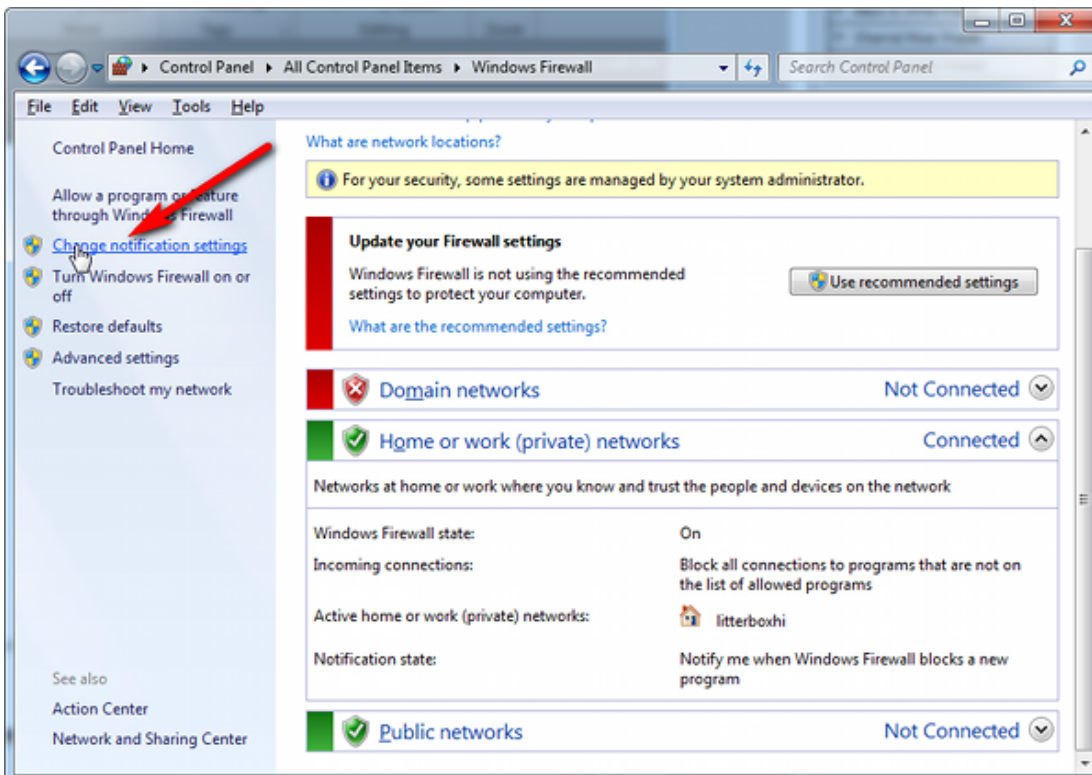 Control Panel ▸ All Control Panel Items ▸ Windows Firewall
Search Control Panel
File Edit View Tools Help
Control Panel Home
Allow a program or feature
through Windows Firewall
Change notification settings
Turn Windows Firewall on or
off
Restore defaults
Advanced settings
Troubleshoot my network
See also
Action Center
Network and Sharing Center
What are network locations?
For your security, some settings are managed by your system administrator.
Update your Firewall settings
Windows Firewall is not using the recommended
settings to protect your computer.
Use recommended settings
What are the recommended settings?
Domain networks Not Connected
Home or work (private) networks Connected
Networks at home or work where you know and trust the people and devices on the network
Windows Firewall state: On
Incoming connections: Block all connections to programs that are not on
the list of allowed programs
Active home or work (private) networks: litterboxhi
Notification state: Notify me when Windows Firewall blocks a new
program
Public networks Not Connected